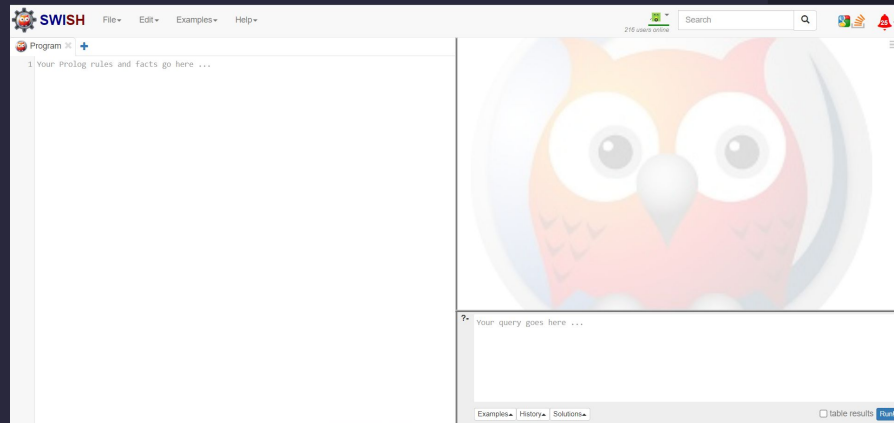 SWISH File Edit Examples Help 216 users online Search 25
Program
1 Your Prolog rules and facts go here ...
?- Your query goes here ...
Examples History Solutions table results Run!